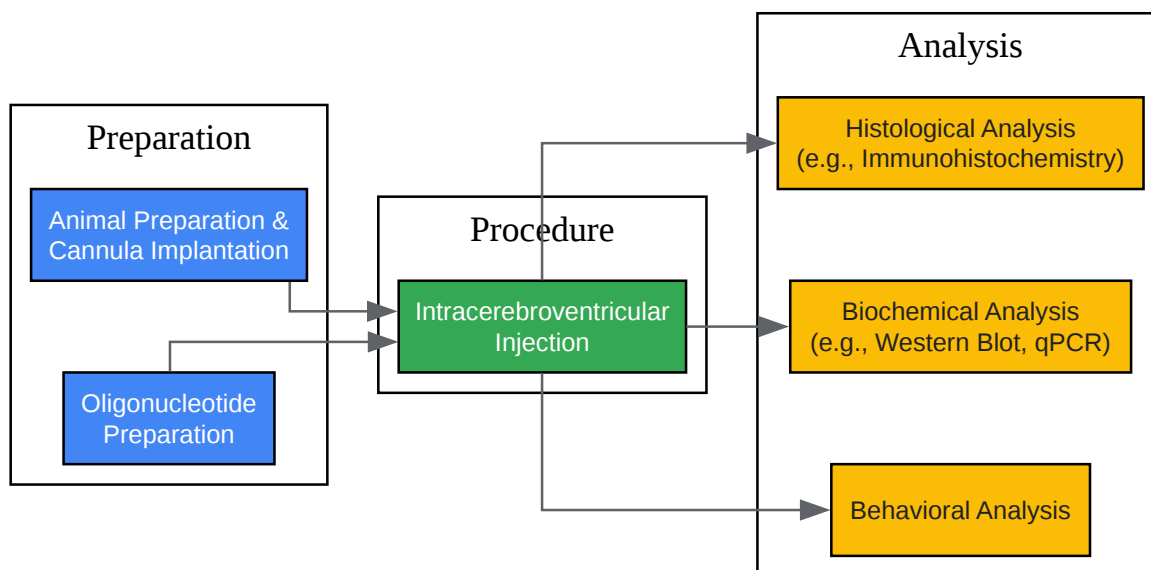 Preparation
Animal Preparation &
Cannula Implantation
Oligonucleotide
Preparation
Procedure
Intracerebroventricular
Injection
Analysis
Histological Analysis
(e.g., Immunohistochemistry)
Biochemical Analysis
(e.g., Western Blot, qPCR)
Behavioral Analysis